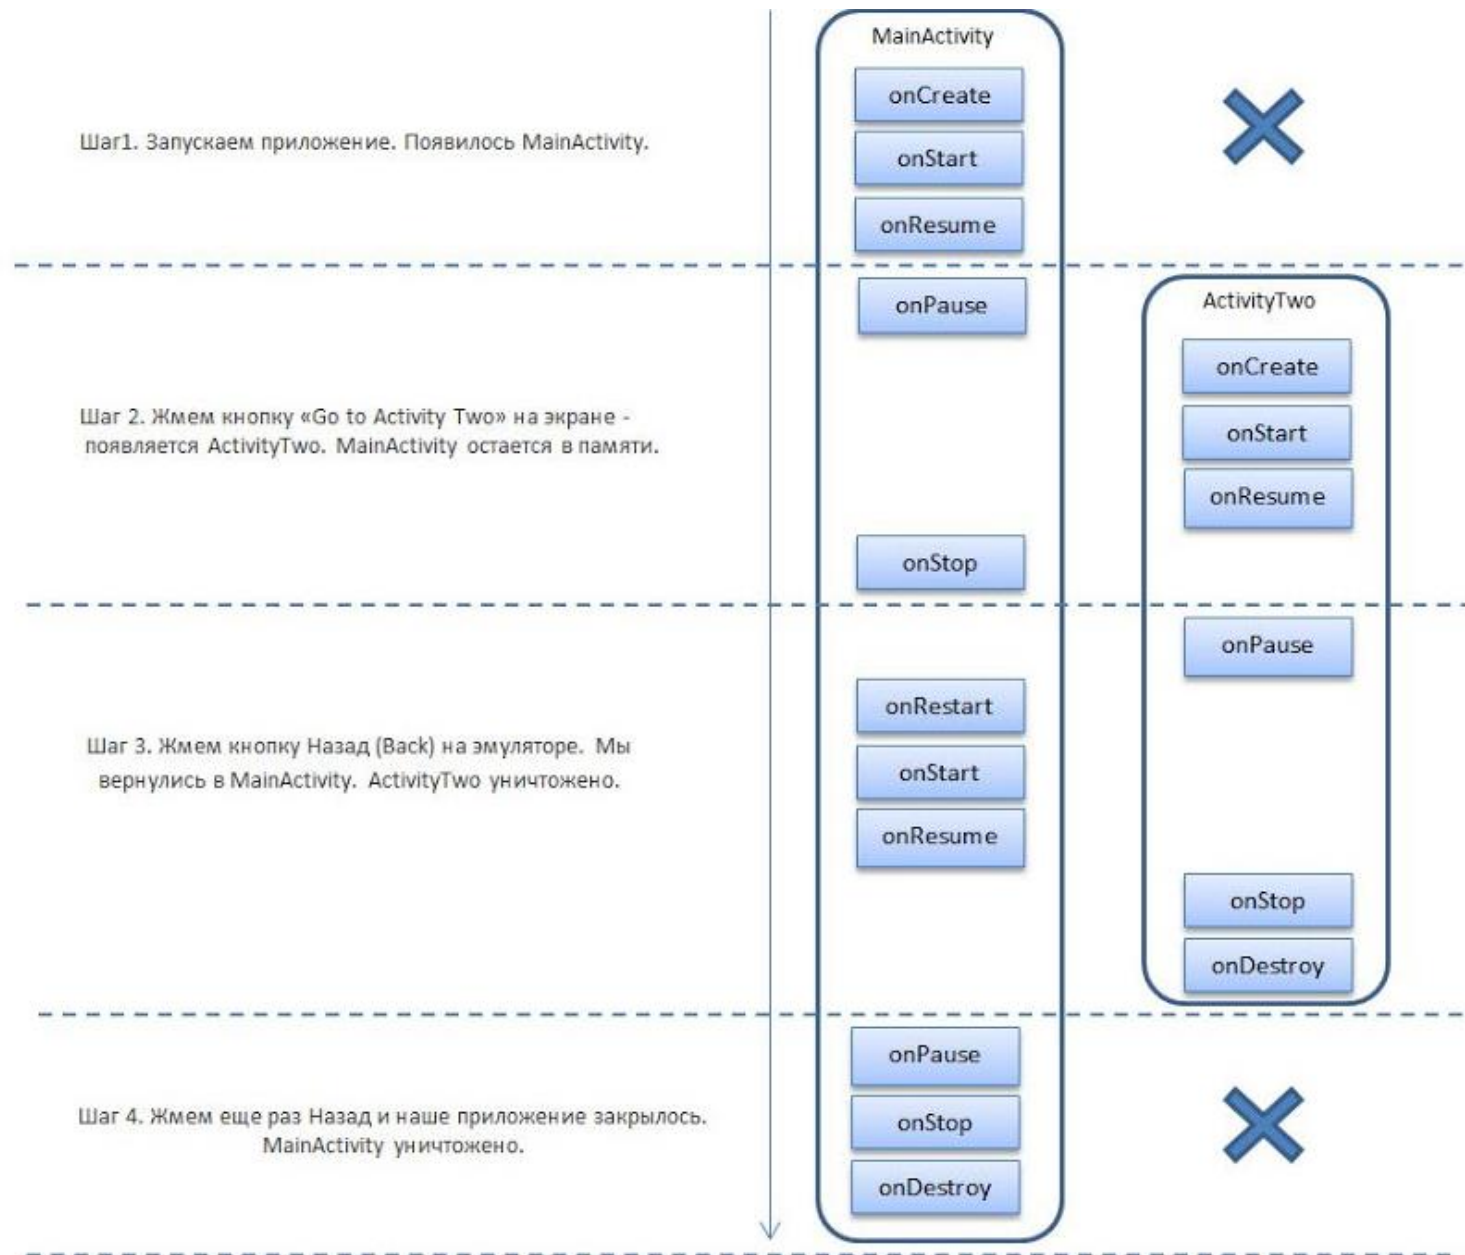 MainActivity
onCreate
Шаг1. Запускаем приложение. Появилось MainActivity.
onStart
onResume
onPause
ActivityTwo
onCreate
Шаг 2. Жмем кнопку «Go to Activity Two» на экране -
появляется ActivityTwo. MainActivity остается в памяти.
onStart
onResume
onStop
onPause
onRestart
Шаг 3. Жмем кнопку Назад (Back) на эмуляторе. Мы
вернулись в MainActivity. ActivityTwo уничтожено.
onStart
onResume
onStop
onDestroy
onPause
Шаг 4. Жмем еще раз Назад и наше приложение закрылось.
MainActivity уничтожено.
onStop
onDestroy